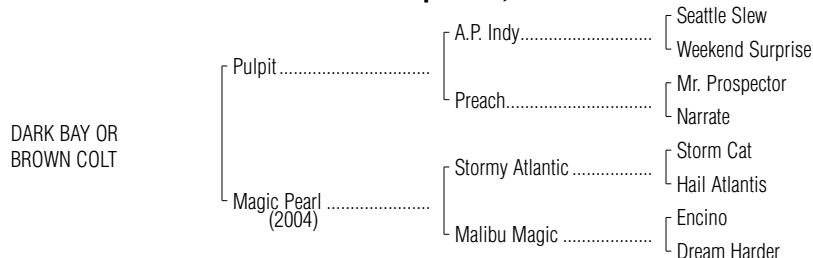 Seattle Slew
A.P. Indy..............................
Weekend Surprise
Pulpit...............................
Mr. Prospector
Preach..................................
Narrate
DARK BAY OR
BROWN COLT
Storm Cat
Stormy Atlantic ..................
Hail Atlantis
Magic Pearl .....................
(2004)
Encino
Malibu Magic ....................
Dream Harder